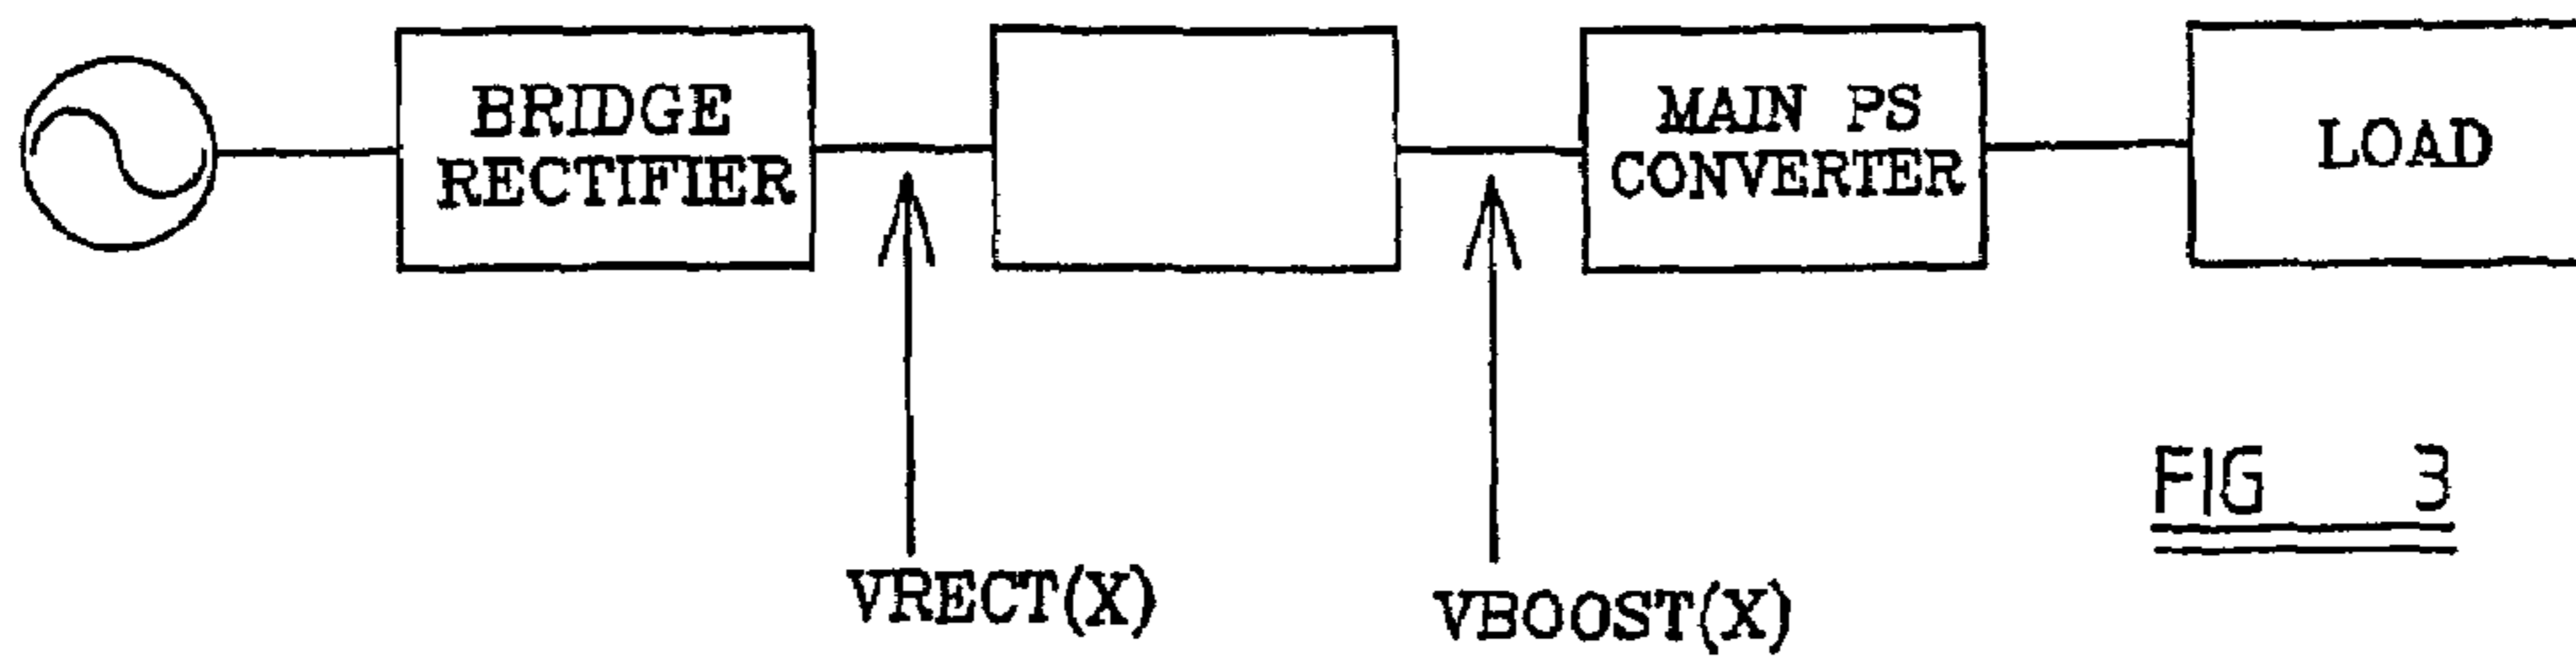 BRIDGE
RECTIFIER
MAIN PS
CONVERTER
LOAD
VRECT(X)
VBOOST(X)
FIG 3